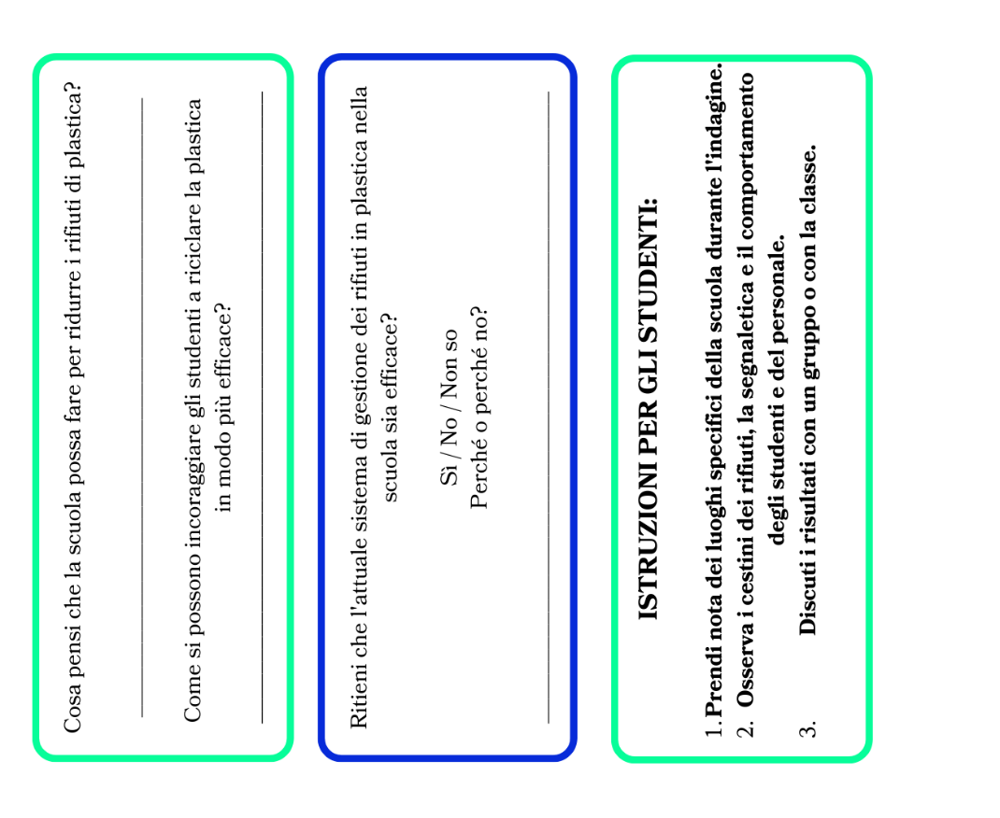 Cosa pensi che la scuola possa fare per ridurre i rifiuti di plastica?
Come si possono incoraggiare gli studenti a riciclare la plastica
in modo più efficace?
Ritieni che l'attuale sistema di gestione dei rifiuti in plastica nella
scuola sia efficace?
Sì / No / Non so
Perché o perché no?
ISTRUZIONI PER GLI STUDENTI:
1. Prendi nota dei luoghi specifici della scuola durante l'indagine.
2. Osserva i cestini dei rifiuti, la segnaletica e il comportamento
degli studenti e del personale.
3. Discuti i risultati con un gruppo o con la classe.